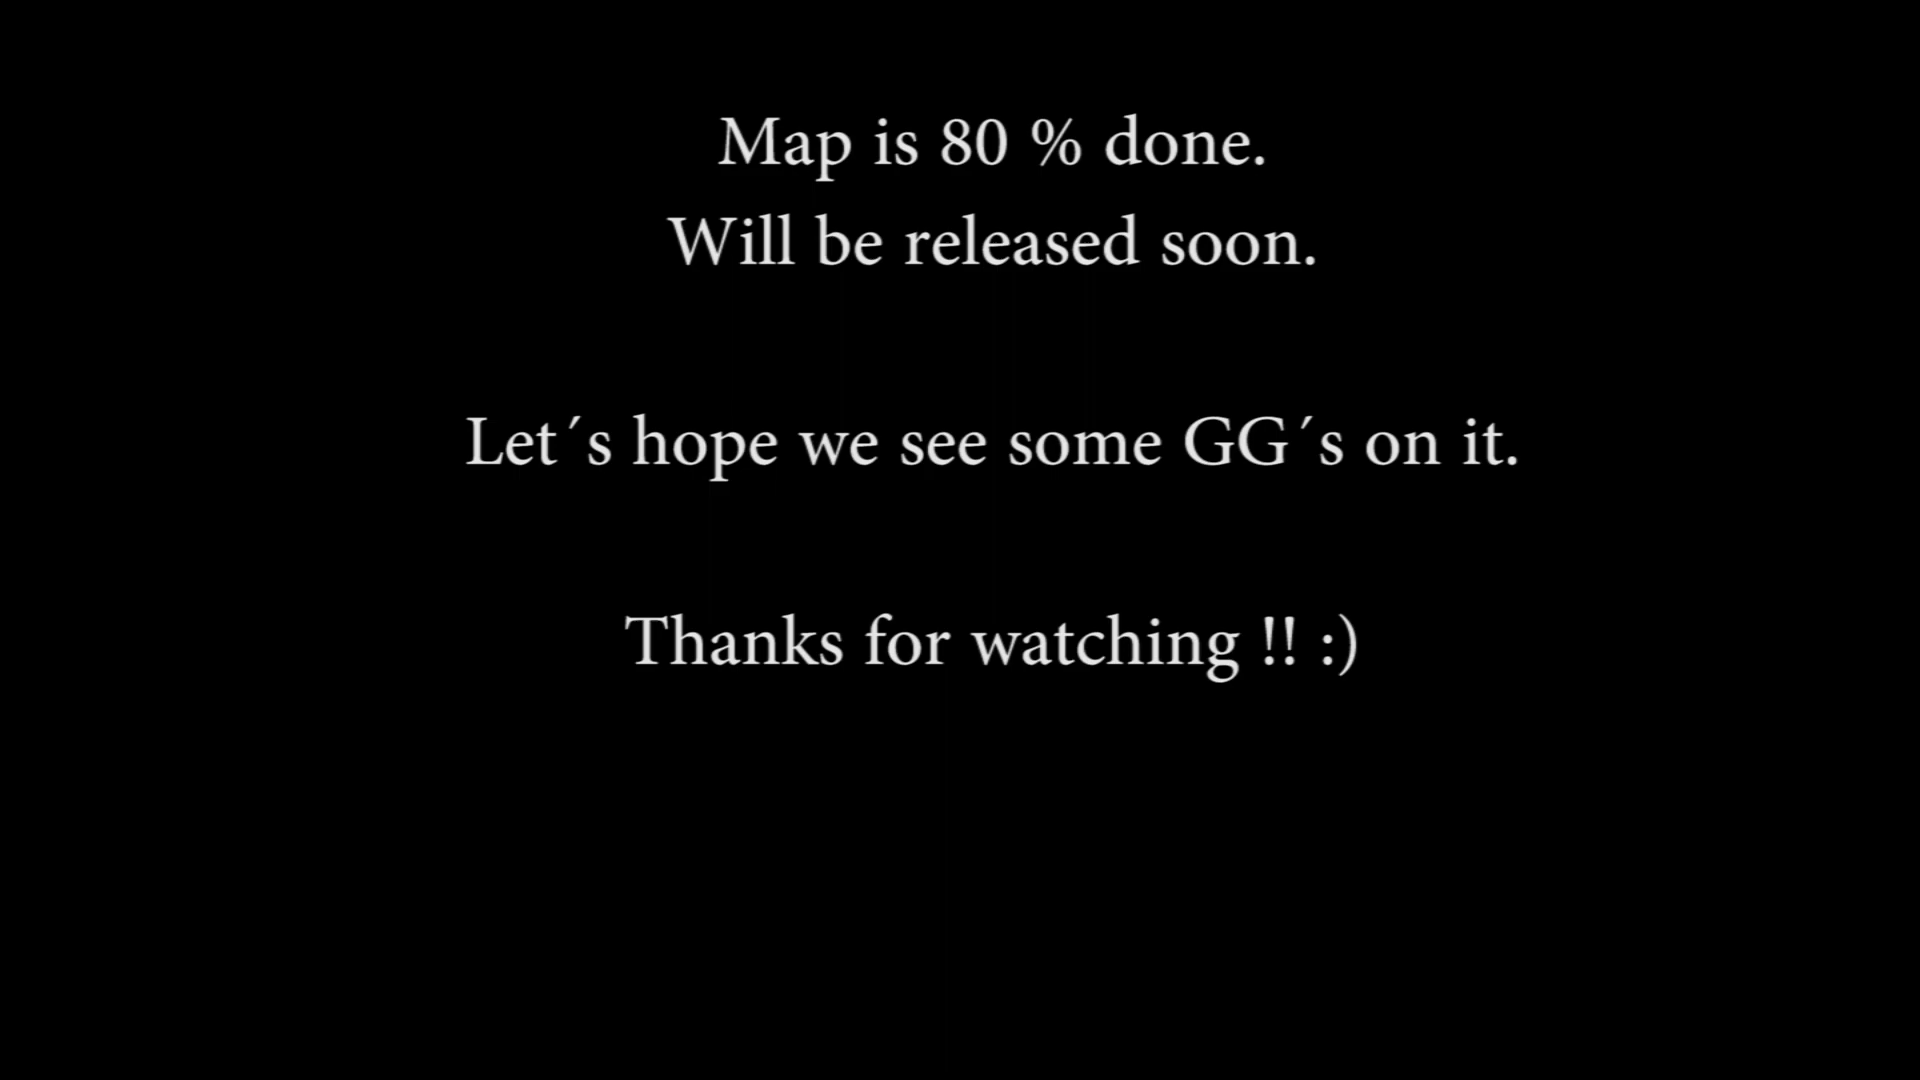 Map is 80 % done.
Will be released soon.
Let´s hope we see some GG´s on it.
Thanks for watching !! :)